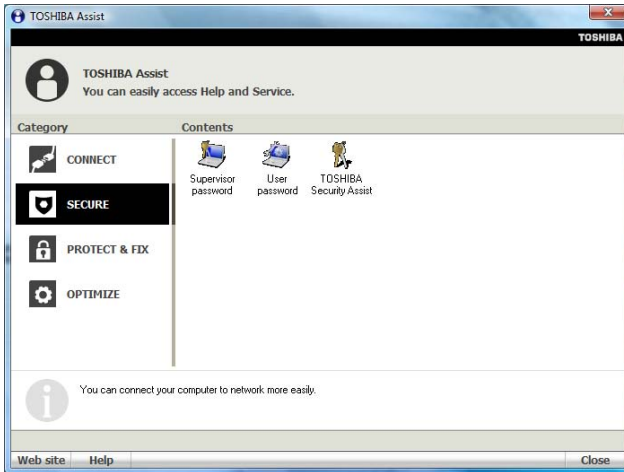 TOSHIBA Assist
TOSHIBA
TOSHIBA Assist
You can easily access Help and Service.
Category
Contents
CONNECT
SECURE
PROTECT & FIX
OPTIMIZE
Supervisor password
User password
TOSHIBA Security Assist
You can connect your computer to network more easily.
Web site Help Close